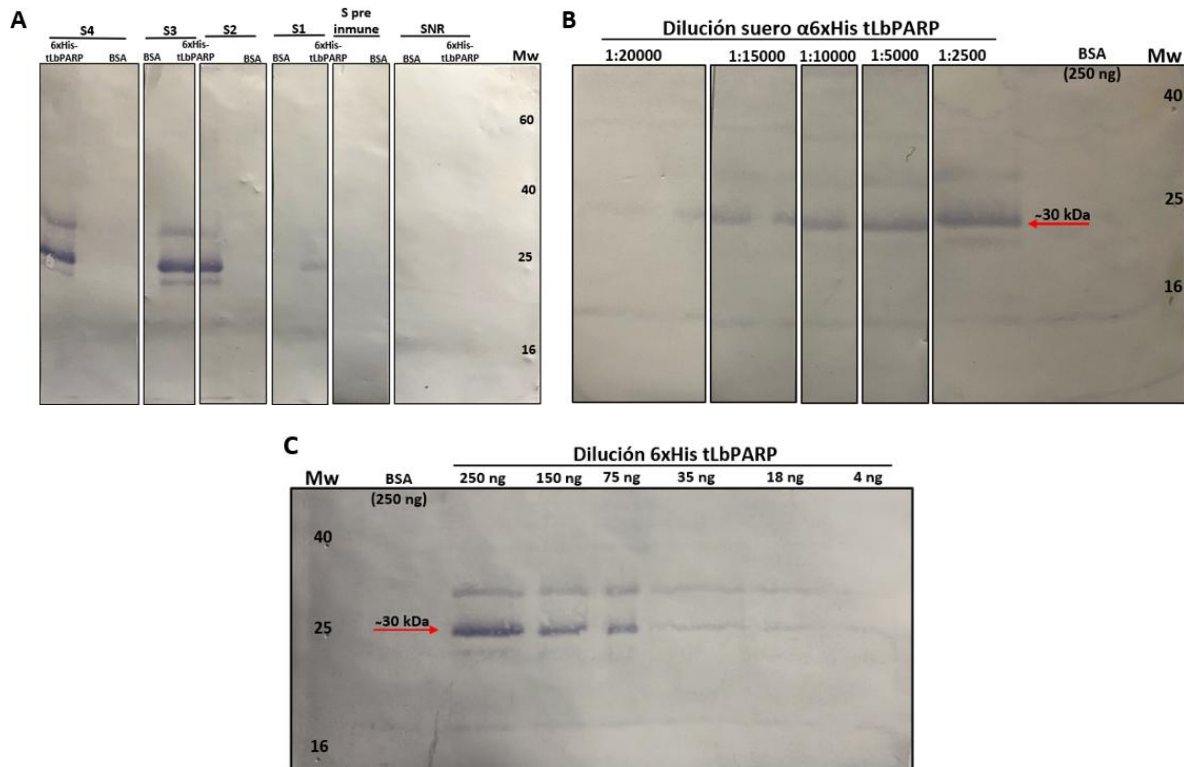 A
S4 S3 S2 S1 S pre inmune SNR
6xHis-tLbPARP BSA BSA 6xHis-tLbPARP BSA BSA 6xHis-tLbPARP BSA BSA 6xHis-tLbPARP Mw
60
40
25
16
B
Dilución suero α6xHis tLbPARP
1:20000 1:15000 1:10000 1:5000 1:2500 BSA Mw
(250 ng)
40
25
~30 kDa
16
C
Dilución 6xHis tLbPARP
Mw BSA 250 ng 150 ng 75 ng 35 ng 18 ng 4 ng
(250 ng)
40
~30 kDa
25
16